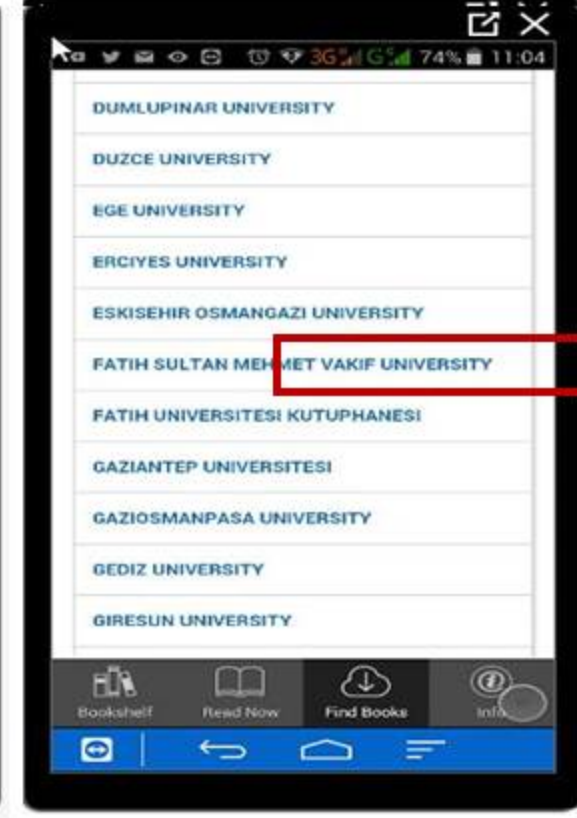 3G G 74% 11:04
DUMLUPINAR UNIVERSITY
DUZCE UNIVERSITY
EGE UNIVERSITY
ERCIYES UNIVERSITY
ESKISEHIR OSMANGAZI UNIVERSITY
FATIH SULTAN MEHMET VAKIF UNIVERSITY
FATIH UNIVERSITESI KUTUPHANESI
GAZIANTEP UNIVERSITESI
GAZIOSMANPASA UNIVERSITY
GEDIZ UNIVERSITY
GIRESUN UNIVERSITY
Bookshelf Read Now Find Books Info